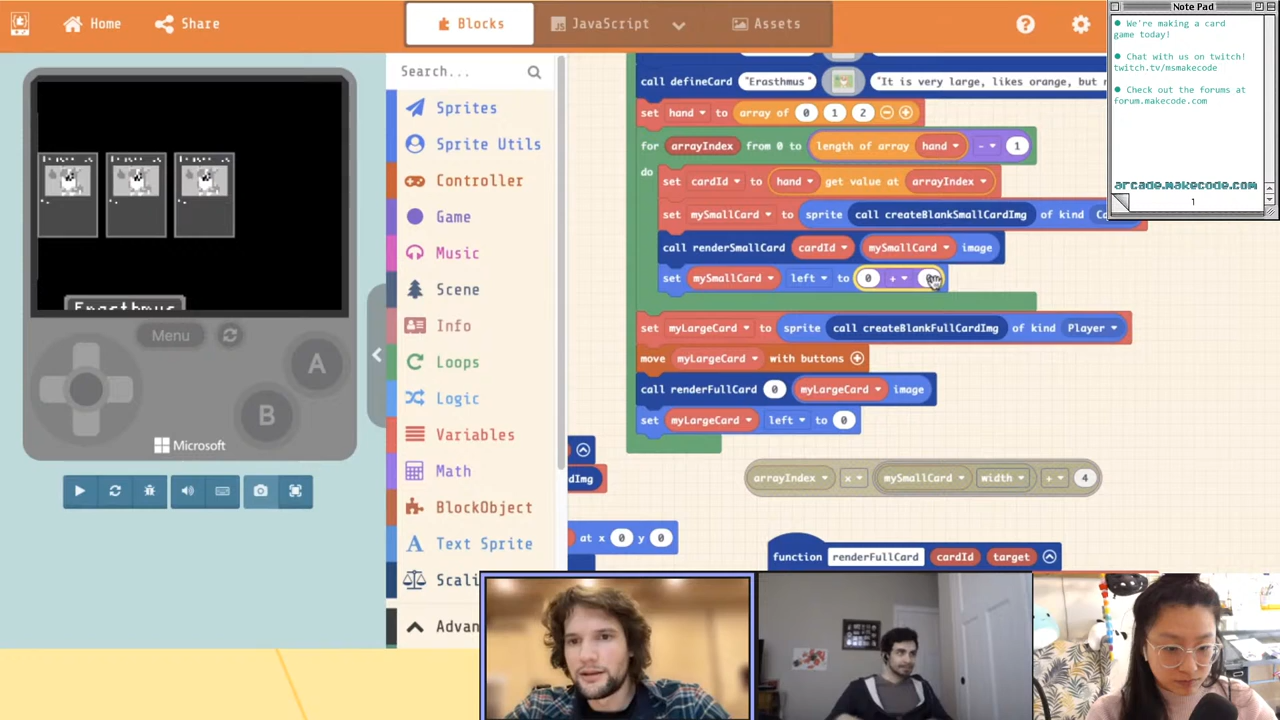 Home
Share
Blocks
JavaScript
Assets
Note Pad
We're making a card
game today!
Chat with us on twitch!
twitch.tv/msmakecode
Check out the forums at
forum.makecode.com
arcade.makecode.com
1
Erasthmus
Menu
A
B
Microsoft
Search...
Sprites
Sprite Utils
Controller
Game
Music
Scene
Info
Loops
Logic
Variables
Math
BlockObject
Text Sprite
Scali
Advan
call defineCard "Erasthmus" "It is very large, likes orange, but r
set hand to array of 0 1 2
for arrayIndex from 0 to length of array hand - 1
do
set cardId to hand get value at arrayIndex
set mySmallCard to sprite call createBlankSmallCardImg of kind Ca
call renderSmallCard cardId mySmallCard image
set mySmallCard left to 0 + 0
set myLargeCard to sprite call createBlankFullCardImg of kind Player
move myLargeCard with buttons
call renderFullCard 0 myLargeCard image
set myLargeCard left to 0
dImg
arrayIndex x mySmallCard width + 4
at x 0 y 0
function renderFullCard cardId target